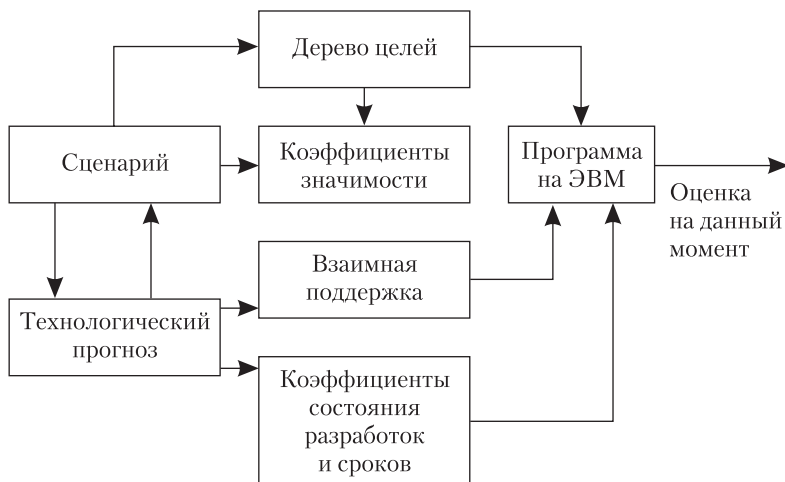 Дерево целей
Сценарий
Коэффициенты
значимости
Программа
на ЭВМ
Оценка
на данный
момент
Взаимная
поддержка
Технологический
прогноз
Коэффициенты
состояния
разработок
и сроков